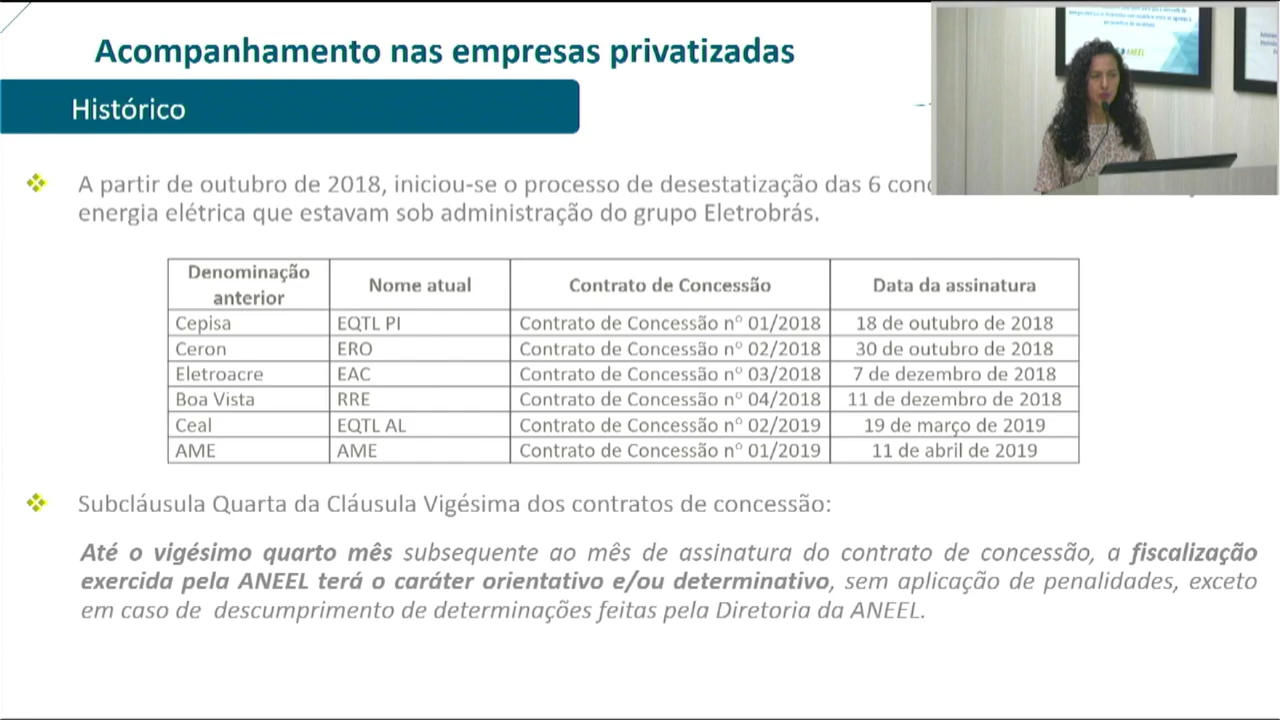 Acompanhamento nas empresas privatizadas
Histórico
A partir de outubro de 2018, iniciou-se o processo de desestatização das 6
energia elétrica que estavam sob administração do grupo Eletrobrás.
Denominação anterior Nome atual Contrato de Concessão Data da assinatura
Cepisa EQTL PI Contrato de Concessão nº 01/2018 18 de outubro de 2018
Ceron ERO Contrato de Concessão nº 02/2018 30 de outubro de 2018
Eletroacre EAC Contrato de Concessão nº 03/2018 7 de dezembro de 2018
Boa Vista RRE Contrato de Concessão nº 04/2018 11 de dezembro de 2018
Ceal EQTL AL Contrato de Concessão nº 02/2019 19 de março de 2019
AME AME Contrato de Concessão nº 01/2019 11 de abril de 2019
Subcláusula Quarta da Cláusula Vigésima dos contratos de concessão:
Até o vigésimo quarto mês subsequente ao mês de assinatura do contrato de concessão, a fiscalização
exercida pela ANEEL terá o caráter orientativo e/ou determinativo, sem aplicação de penalidades, exceto
em caso de descumprimento de determinações feitas pela Diretoria da ANEEL.
ANEEL